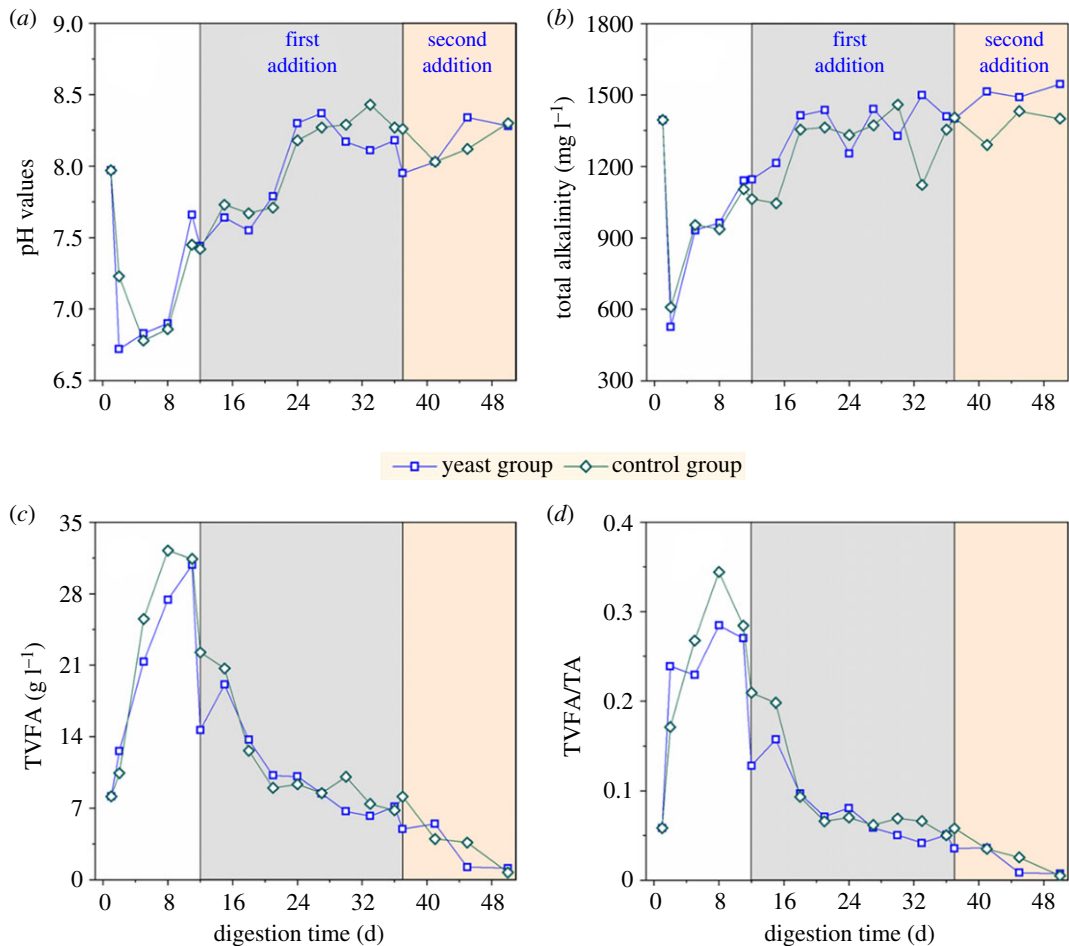 (a)
9.0
8.5
8.0
7.5
7.0
6.5
pH values
first
addition
second
addition
0 8 16 24 32 40 48
(b)
1800
1500
1200
900
600
300
total alkalinity (mg l⁻¹)
first
addition
second
addition
0 8 16 24 32 40 48
yeast group control group
(c)
35
28
21
14
7
0
TVFA (g l⁻¹)
0 8 16 24 32 40 48
digestion time (d)
(d)
0.4
0.3
0.2
0.1
0
TVFA/TA
0 8 16 24 32 40 48
digestion time (d)